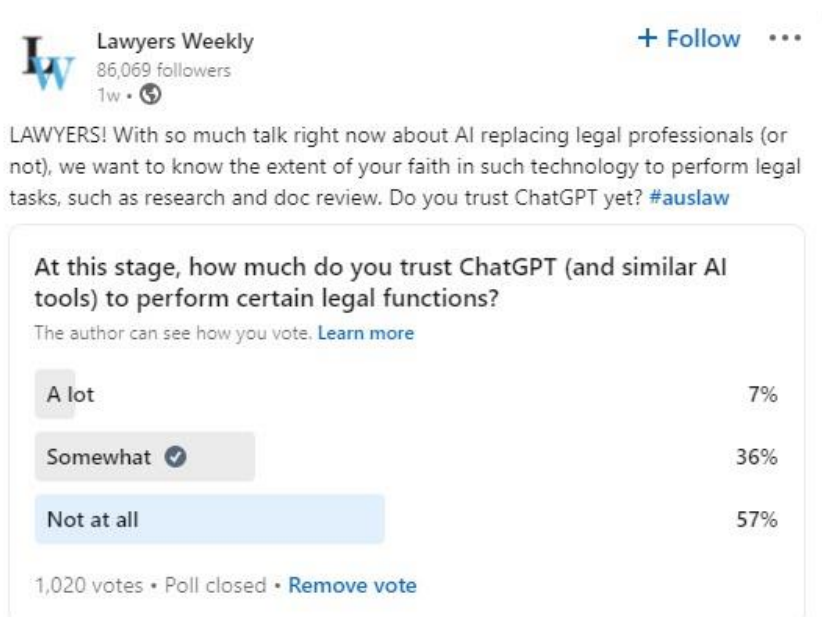 LW
Lawyers Weekly
+ Follow
86,069 followers
1w •
LAWYERS! With so much talk right now about AI replacing legal professionals (or
not), we want to know the extent of your faith in such technology to perform legal
tasks, such as research and doc review. Do you trust ChatGPT yet? #auslaw
At this stage, how much do you trust ChatGPT (and similar AI
tools) to perform certain legal functions?
The author can see how you vote. Learn more
A lot 7%
Somewhat 36%
Not at all 57%
1,020 votes • Poll closed • Remove vote